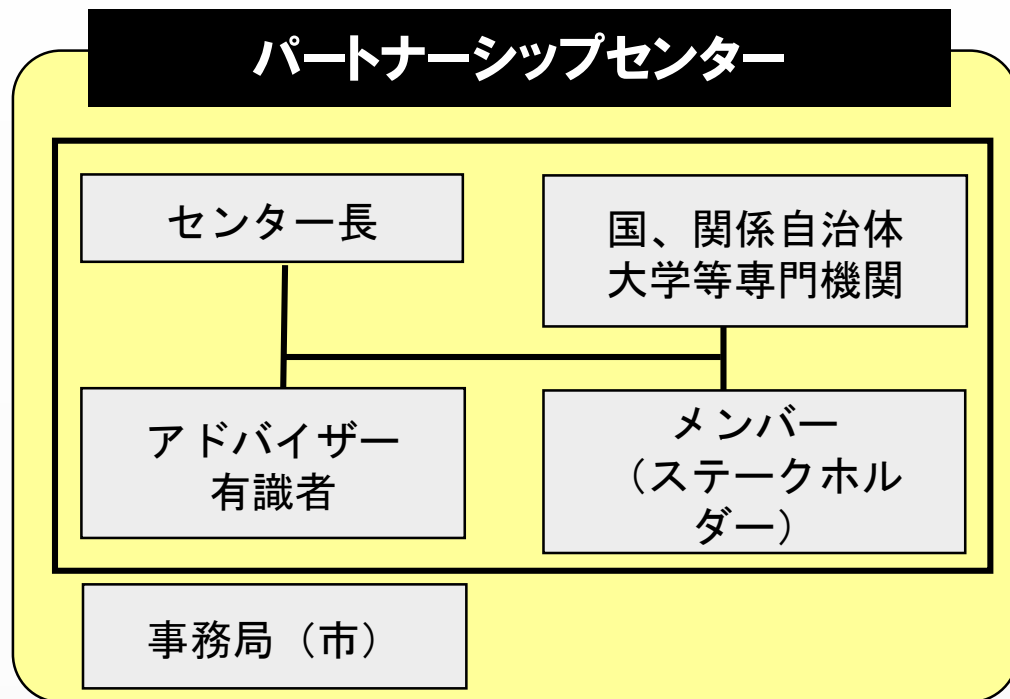 パートナーシップセンター
センター長
国、関係自治体
大学等専門機関
アドバイザー
有識者
メンバー
（ステークホル
ダー）
事務局（市）